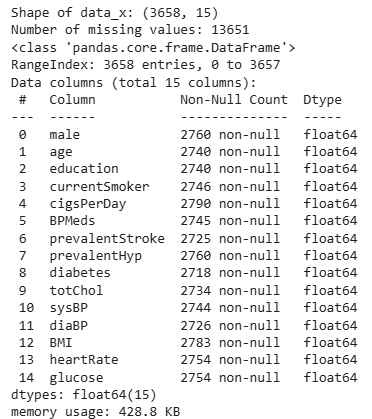 Shape of data_x: (3658, 15)
Number of missing values: 13651
<class 'pandas.core.frame.DataFrame'>
RangeIndex: 3658 entries, 0 to 3657
Data columns (total 15 columns):
 #   Column           Non-Null Count  Dtype
---  ------           --------------  -----
 0   male             2760 non-null   float64
 1   age              2740 non-null   float64
 2   education        2740 non-null   float64
 3   currentSmoker    2746 non-null   float64
 4   cigsPerDay       2790 non-null   float64
 5   BPMeds           2745 non-null   float64
 6   prevalentStroke  2725 non-null   float64
 7   prevalentHyp     2760 non-null   float64
 8   diabetes         2718 non-null   float64
 9   totChol          2734 non-null   float64
 10  sysBP            2744 non-null   float64
 11  diaBP            2726 non-null   float64
 12  BMI              2783 non-null   float64
 13  heartRate        2754 non-null   float64
 14  glucose          2754 non-null   float64
dtypes: float64(15)
memory usage: 428.8 KB